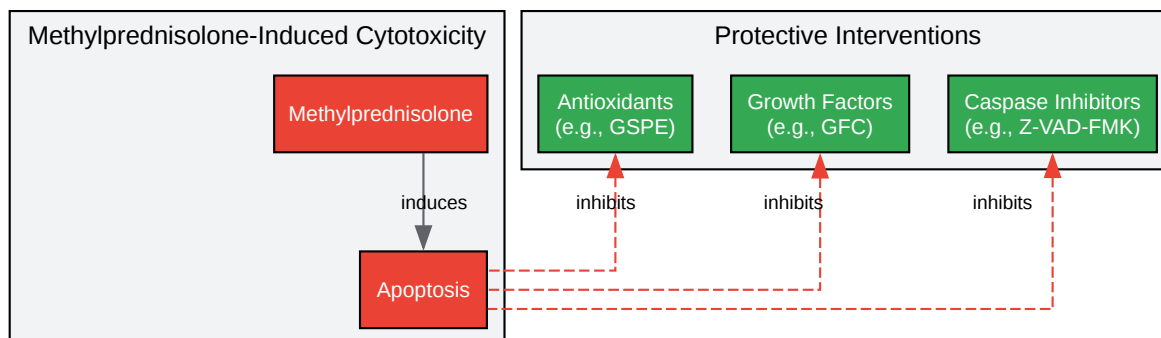 Methylprednisolone-Induced Cytotoxicity
Protective Interventions
Methylprednisolone
Antioxidants
(e.g., GSPE)
Growth Factors
(e.g., GFC)
Caspase Inhibitors
(e.g., Z-VAD-FMK)
induces
inhibits
inhibits
inhibits
Apoptosis